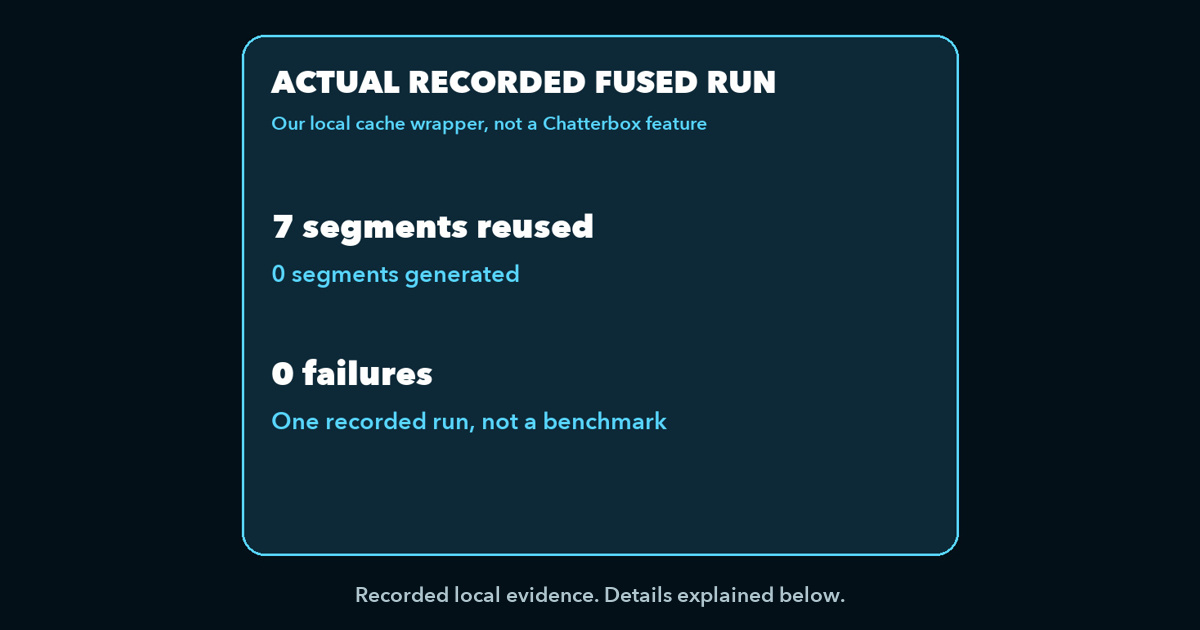 ACTUAL RECORDED FUSED RUN
Our local cache wrapper, not a Chatterbox feature
7 segments reused
0 segments generated
0 failures
One recorded run, not a benchmark
Recorded local evidence. Details explained below.